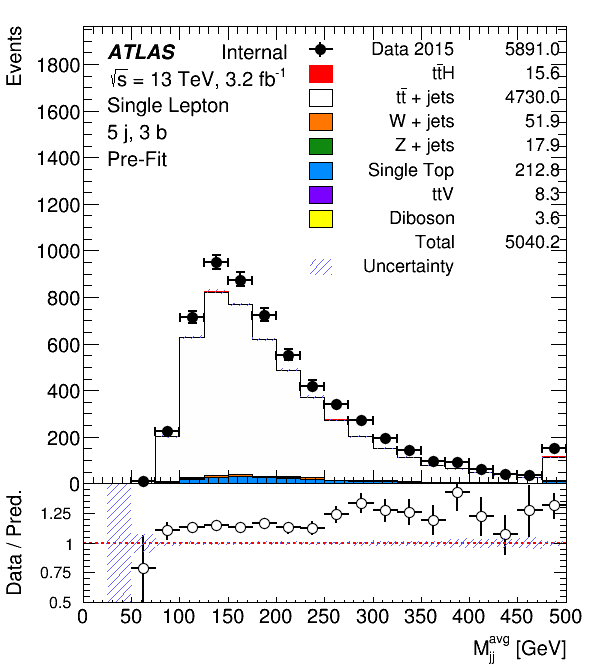 Events
ATLAS Internal
√s = 13 TeV, 3.2 fb⁻¹
Single Lepton
5 j, 3 b
Pre-Fit
Data 2015 5891.0
tt̄H 15.6
tt̄ + jets 4730.0
W + jets 51.9
Z + jets 17.9
Single Top 212.8
ttV 8.3
Diboson 3.6
Total 5040.2
Uncertainty
1800
1600
1400
1200
1000
800
600
400
200
0
Data / Pred.
1.25
1
0.75
0.5
0 50 100 150 200 250 300 350 400 450 500
M_jj^avg [GeV]